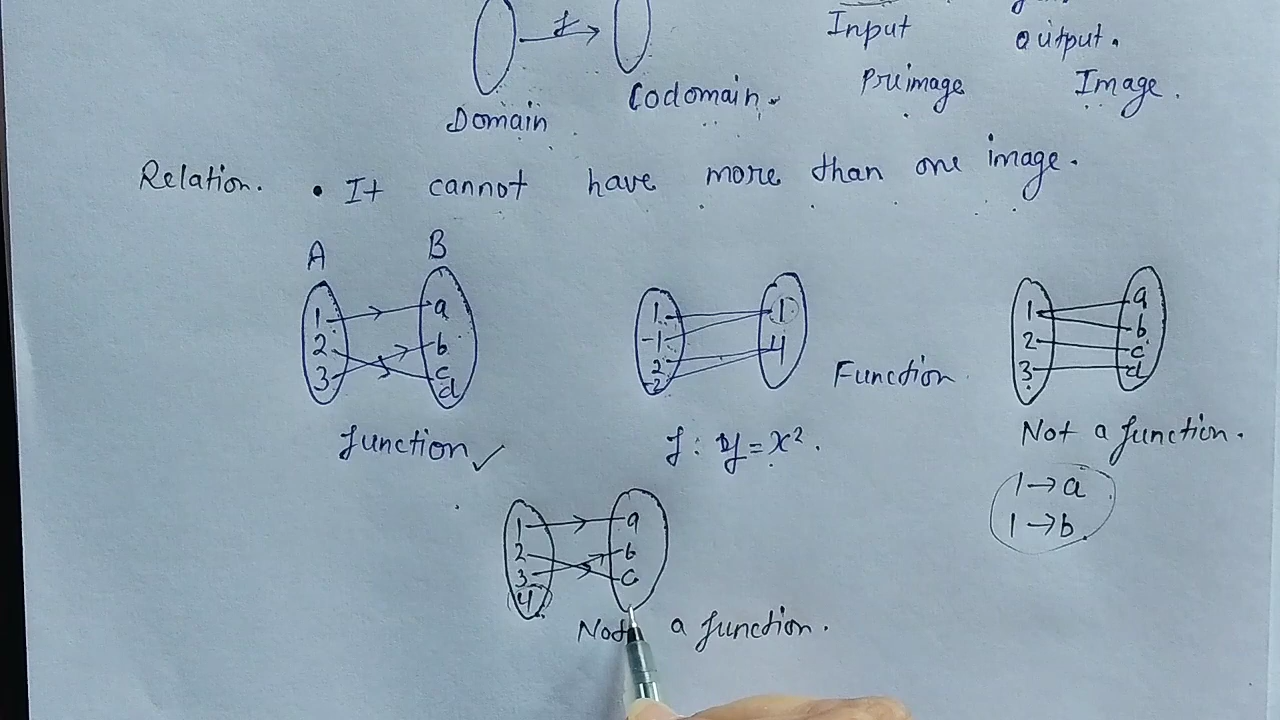 f
Input output.
Domain Codomain. Preimage Image.
Relation. • It cannot have more than one image.
A B
1 a
2 b
3 c
d
function ✓
1 1
-1 4
2
-2
Function
f: y = x².
1 a
2 b
3 c
d
Not a function.
1 → a
1 → b
1 a
2 b
3 c
4
Not a function.